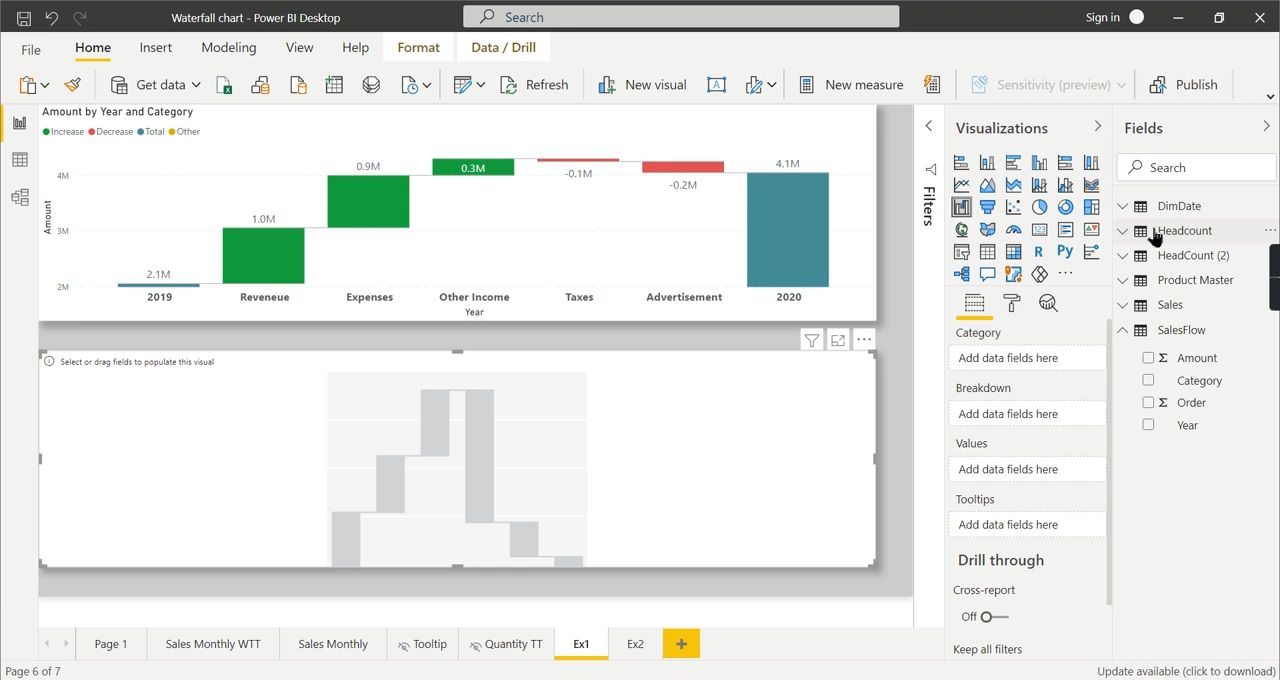 Waterfall chart - Power BI Desktop
Search
Sign in
File
Home
Insert
Modeling
View
Help
Format
Data / Drill
Get data
Refresh
New visual
New measure
Sensitivity (preview)
Publish
Amount by Year and Category
Increase Decrease Total Other
4M
3M
2M
Amount
2.1M
1.0M
0.9M
0.3M
-0.1M
-0.2M
4.1M
2019
Reveneue
Expenses
Other Income
Taxes
Advertisement
2020
Year
Select or drag fields to populate this visual
Filters
Visualizations
123
R
Py
Category
Add data fields here
Breakdown
Add data fields here
Values
Add data fields here
Tooltips
Add data fields here
Drill through
Cross-report
Off
Keep all filters
Fields
Search
DimDate
Headcount
HeadCount (2)
Product Master
Sales
SalesFlow
Σ Amount
Category
Σ Order
Year
Page 1
Sales Monthly WTT
Sales Monthly
Tooltip
Quantity TT
Ex1
Ex2
+
Page 6 of 7
Update available (click to download)